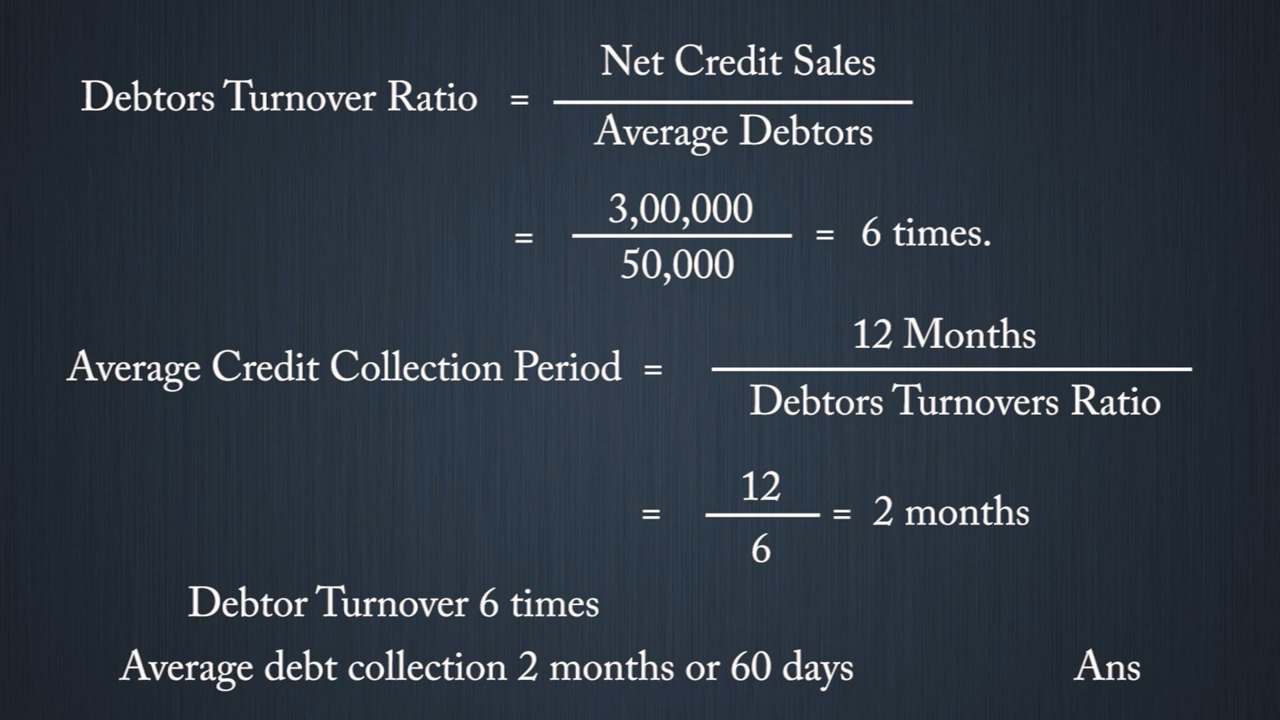 Net Credit Sales
Debtors Turnover Ratio =
Average Debtors
3,00,000
= = 6 times.
50,000
12 Months
Average Credit Collection Period =
Debtors Turnovers Ratio
12
= = 2 months
6
Debtor Turnover 6 times
Average debt collection 2 months or 60 days Ans